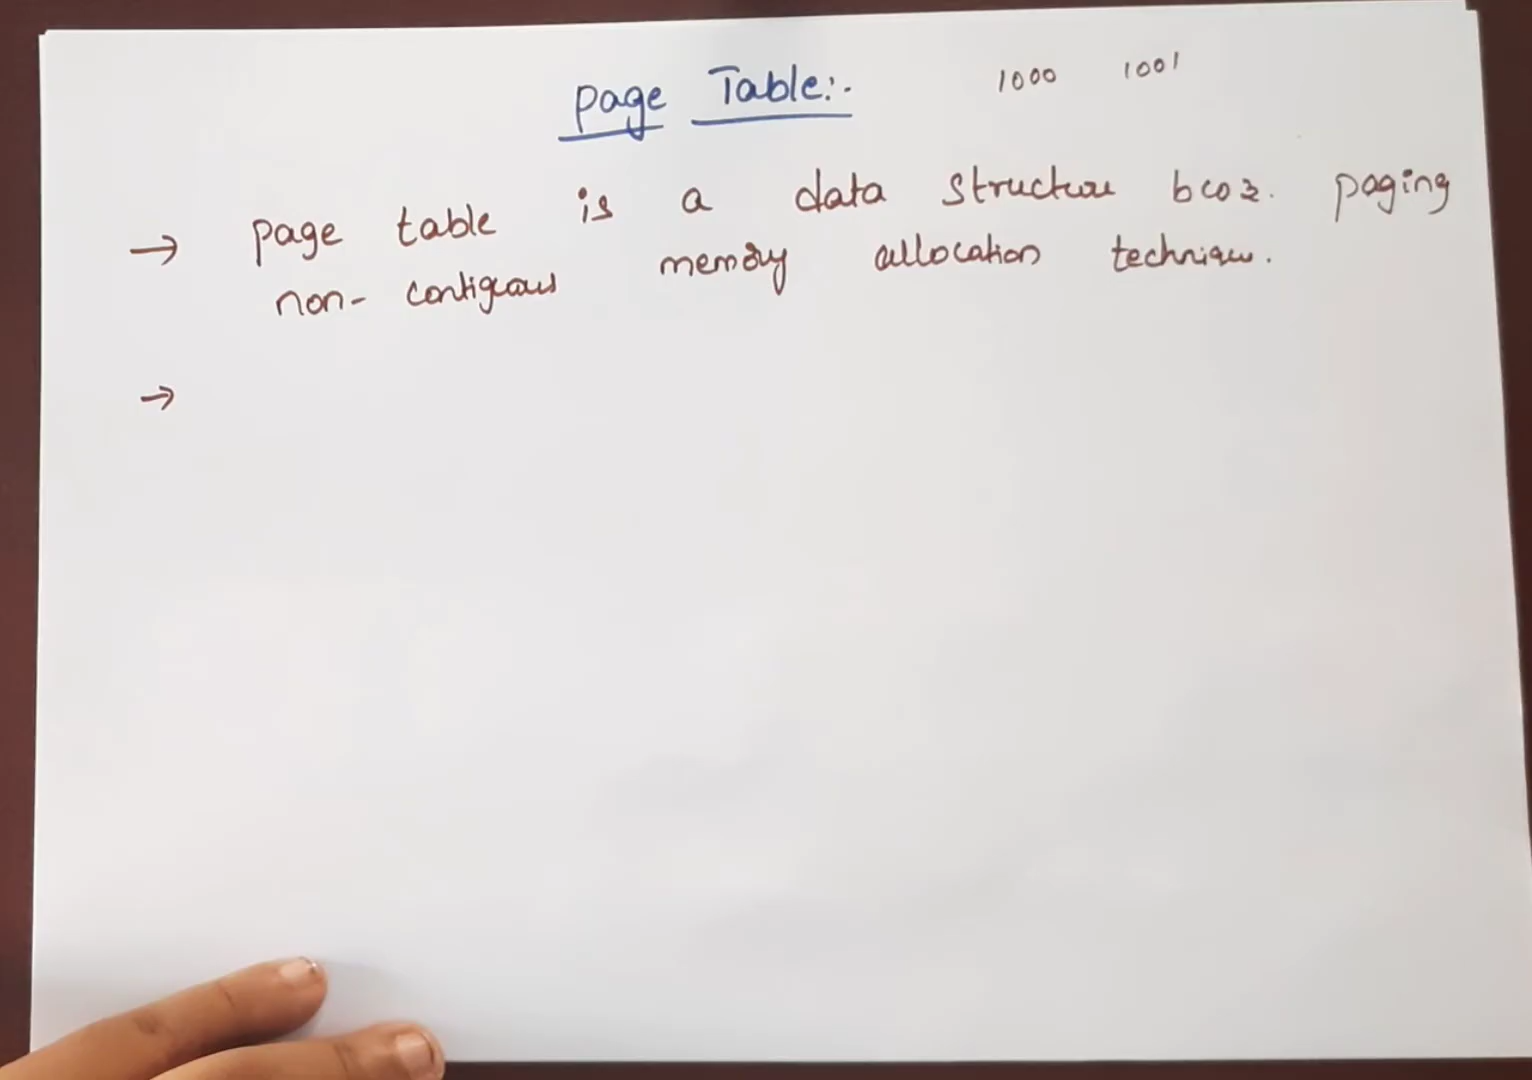 Page Table:-
1000 1001
→ page table is a data structure bcoz. paging
non- contiguous memory allocation technique.
→